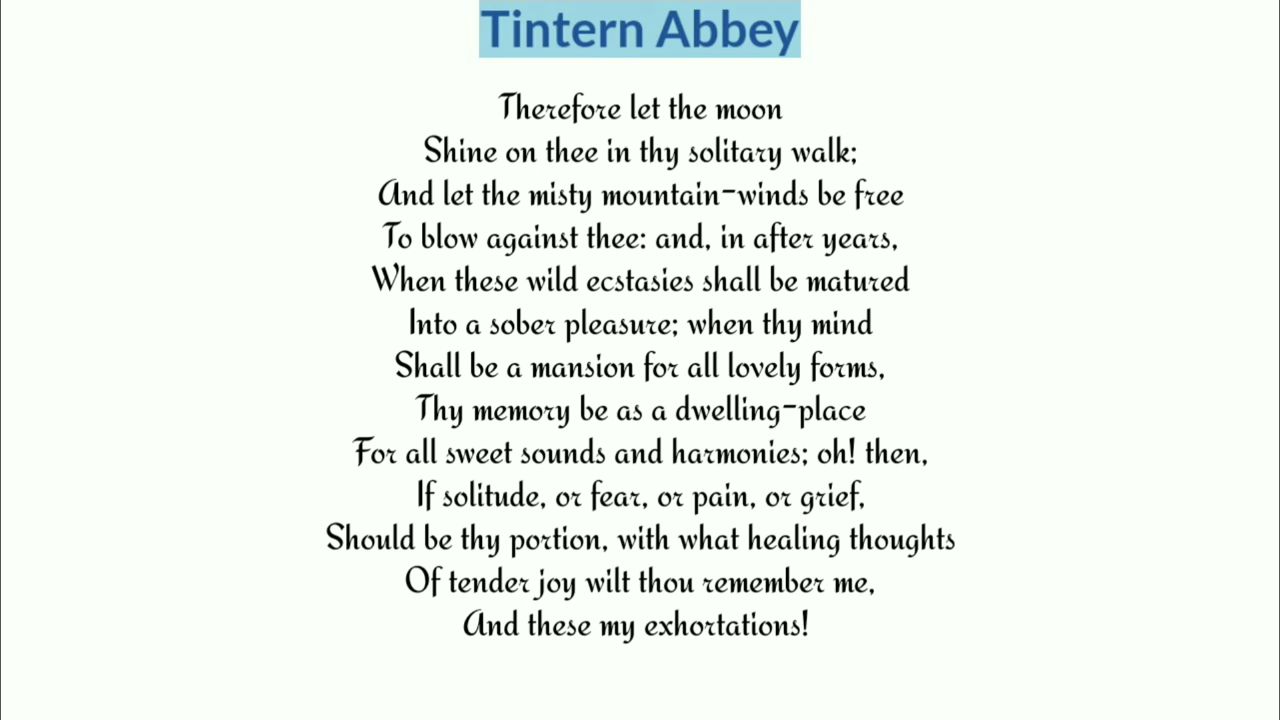 Tintern Abbey
Therefore let the moon
Shine on thee in thy solitary walk;
And let the misty mountain-winds be free
To blow against thee: and, in after years,
When these wild ecstasies shall be matured
Into a sober pleasure; when thy mind
Shall be a mansion for all lovely forms,
Thy memory be as a dwelling-place
For all sweet sounds and harmonies; oh! then,
If solitude, or fear, or pain, or grief,
Should be thy portion, with what healing thoughts
Of tender joy wilt thou remember me,
And these my exhortations!